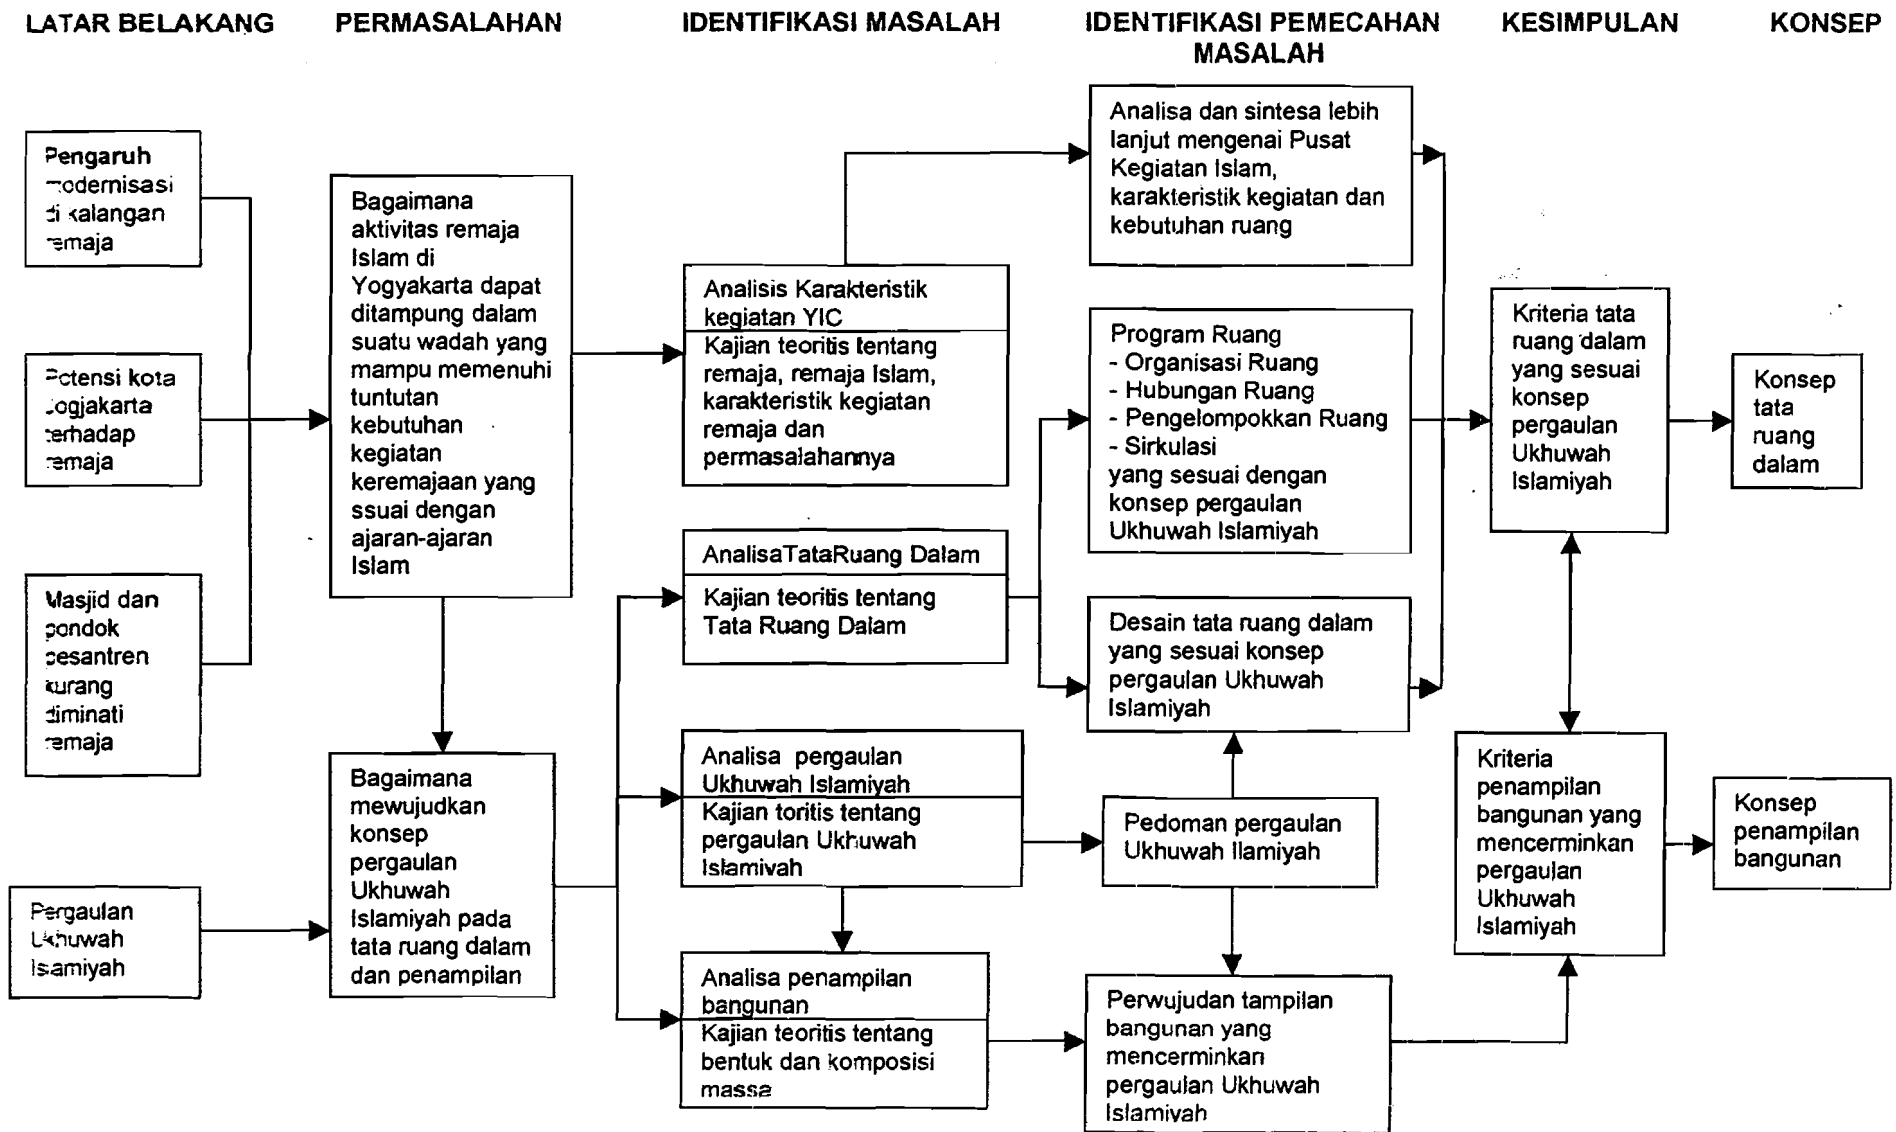 LATAR BELAKANG
PERMASALAHAN
IDENTIFIKASI MASALAH
IDENTIFIKASI PEMECAHAN
MASALAH
KESIMPULAN
KONSEP
Pengaruh
modernisasi
di kalangan
remaja
Potensi kota
Jogjakarta
terhadap
remaja
Masjid dan
pondok
pesantren
kurang
diminati
remaja
Pergaulan
Ukhuwah
Isamiyah
Bagaimana
aktivitas remaja
Islam di
Yogyakarta dapat
ditampung dalam
suatu wadah yang
mampu memenuhi
tuntutan
kebutuhan
kegiatan
keremajaan yang
ssuai dengan
ajaran-ajaran
Islam
Bagaimana
mewujudkan
konsep
pergaulan
Ukhuwah
Islamiyah pada
tata ruang dalam
dan penampilan
Analisis Karakteristik
kegiatan YIC
Kajian teoritis tentang
remaja, remaja Islam,
karakteristik kegiatan
remaja dan
permasalahannya
AnalisaTataRuang Dalam
Kajian teoritis tentang
Tata Ruang Dalam
Analisa pergaulan
Ukhuwah Islamiyah
Kajian toritis tentang
pergaulan Ukhuwah
Islamiyah
Analisa penampilan
bangunan
Kajian teoritis tentang
bentuk dan komposisi
massa
Analisa dan sintesa lebih
lanjut mengenai Pusat
Kegiatan Islam,
karakteristik kegiatan dan
kebutuhan ruang
Program Ruang
- Organisasi Ruang
- Hubungan Ruang
- Pengelompokkan Ruang
- Sirkulasi
yang sesuai dengan
konsep pergaulan
Ukhuwah Islamiyah
Desain tata ruang dalam
yang sesuai konsep
pergaulan Ukhuwah
Islamiyah
Pedoman pergaulan
Ukhuwah Ilamiyah
Perwujudan tampilan
bangunan yang
mencerminkan
pergaulan Ukhuwah
Islamiyah
Kriteria tata
ruang dalam
yang sesuai
konsep
pergaulan
Ukhuwah
Islamiyah
Kriteria
penampilan
bangunan yang
mencerminkan
pergaulan
Ukhuwah
Islamiyah
Konsep
tata
ruang
dalam
Konsep
penampilan
bangunan